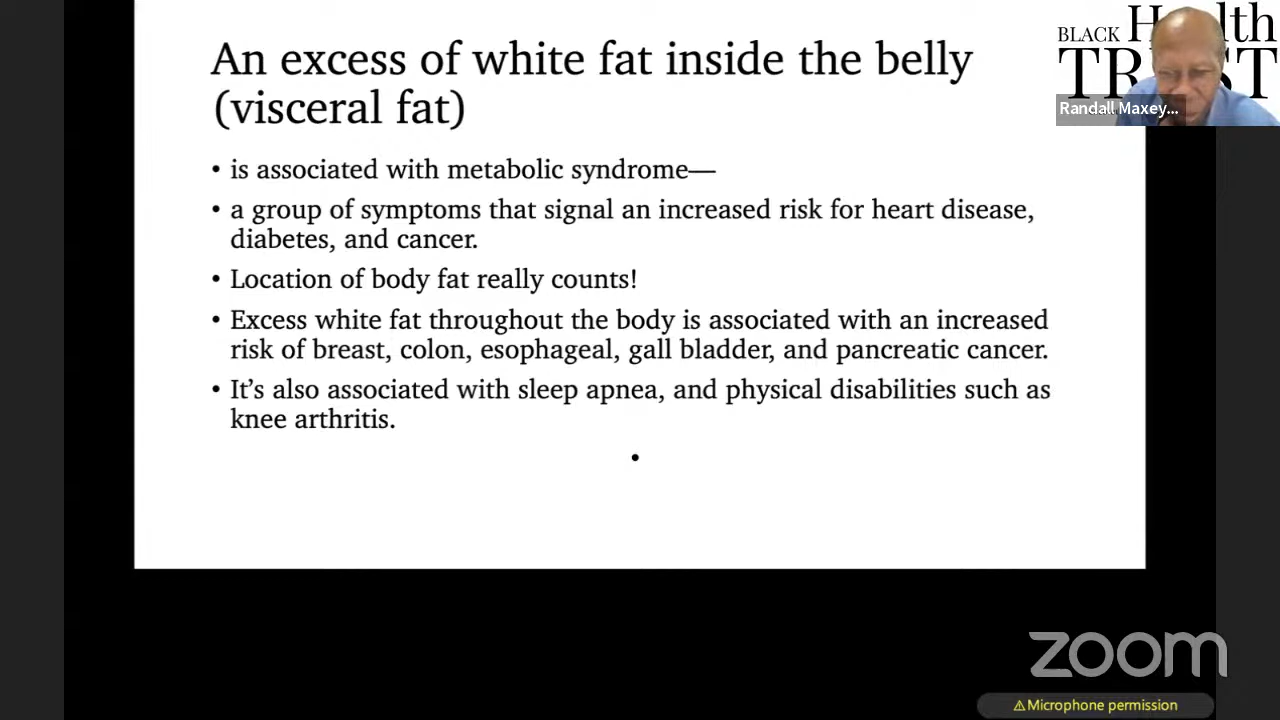 An excess of white fat inside the belly
(visceral fat)
• is associated with metabolic syndrome—
• a group of symptoms that signal an increased risk for heart disease,
diabetes, and cancer.
• Location of body fat really counts!
• Excess white fat throughout the body is associated with an increased
risk of breast, colon, esophageal, gall bladder, and pancreatic cancer.
• It’s also associated with sleep apnea, and physical disabilities such as
knee arthritis.
•
BLACK
Randall Maxey...
zoom
⚠Microphone permission